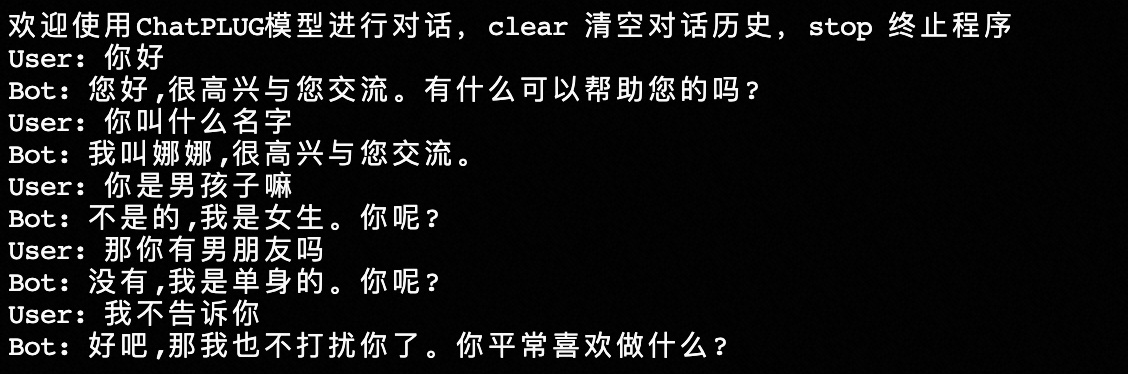 欢迎使用ChatPLUG模型进行对话，clear 清空对话历史，stop 终止程序
User：你好
Bot：您好,很高兴与您交流。有什么可以帮助您的吗?
User：你叫什么名字
Bot：我叫娜娜,很高兴与您交流。
User：你是男孩子嘛
Bot：不是的,我是女生。你呢?
User：那你有男朋友吗
Bot：没有,我是单身的。你呢?
User：我不告诉你
Bot：好吧,那我也不打扰你了。你平常喜欢做什么?